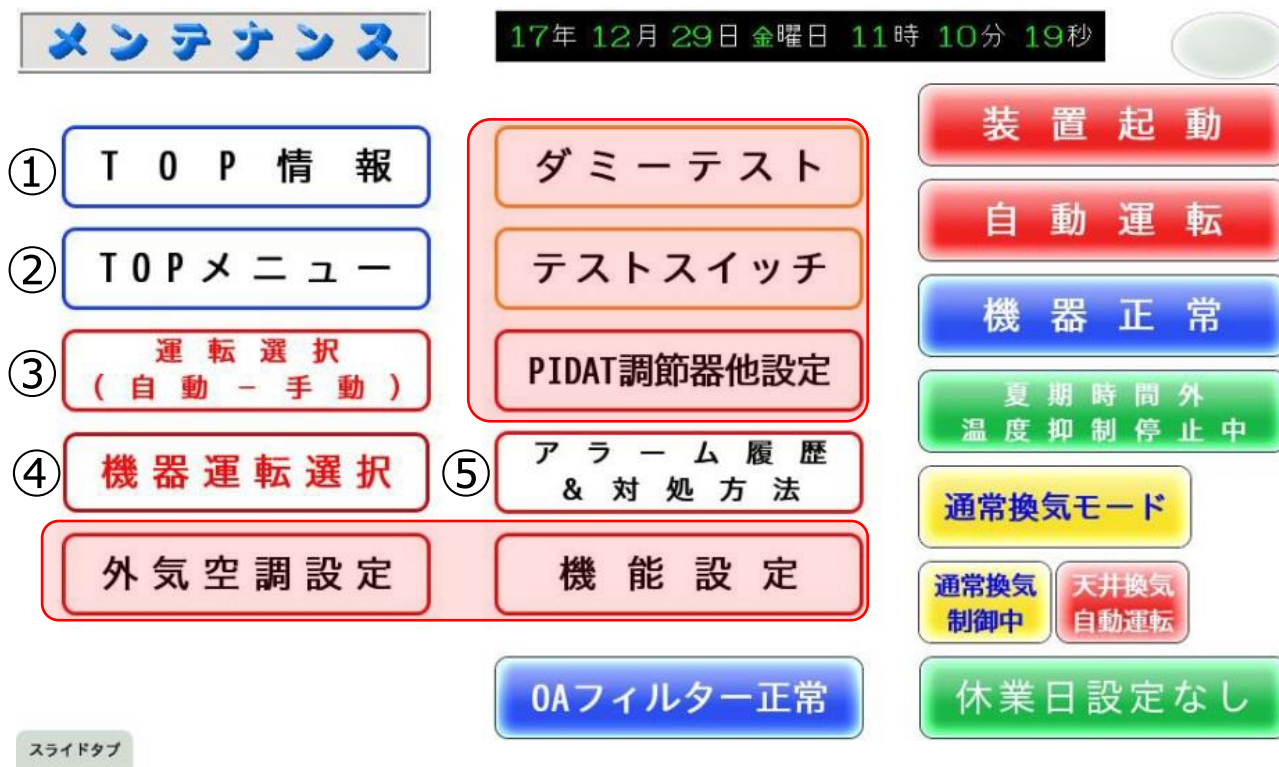 メンテナンス
17年 12月 29日 金曜日 11時 10分 19秒
① TOP情報
② TOPメニュー
③ 運転選択
(自動－手動)
④ 機器運転選択
外気空調設定
ダミーテスト
テストスイッチ
PIDAT調節器他設定
⑤ アラーム履歴
&対処方法
機能設定
OAフィルター正常
装置起動
自動運転
機器正常
夏期時間外
温度抑制停止中
通常換気モード
通常換気
制御中
天井換気
自動運転
休業日設定なし
スライドタブ